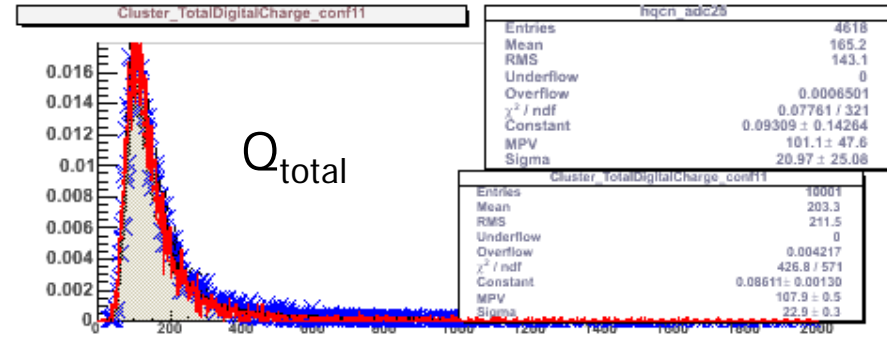 Cluster_TotalDigitalCharge_conf11
hqcn_adc25
Entries 4618
Mean 165.2
RMS 143.1
Underflow 0
Overflow 0.0006501
χ² / ndf 0.07761 / 321
Constant 0.09309 ± 0.14264
MPV 101.1± 47.6
Sigma 20.97 ± 25.08
Cluster_TotalDigitalCharge_conf11
Entries 10001
Mean 203.3
RMS 211.5
Underflow 0
Overflow 0.004217
χ² / ndf 426.8 / 571
Constant 0.08611± 0.00130
MPV 107.9± 0.5
Sigma 22.9 ± 0.3
Q total
0.016
0.014
0.012
0.01
0.008
0.006
0.004
0.002
0
0 200 400 600 800 1000 1200 1400 1600 1800 2000